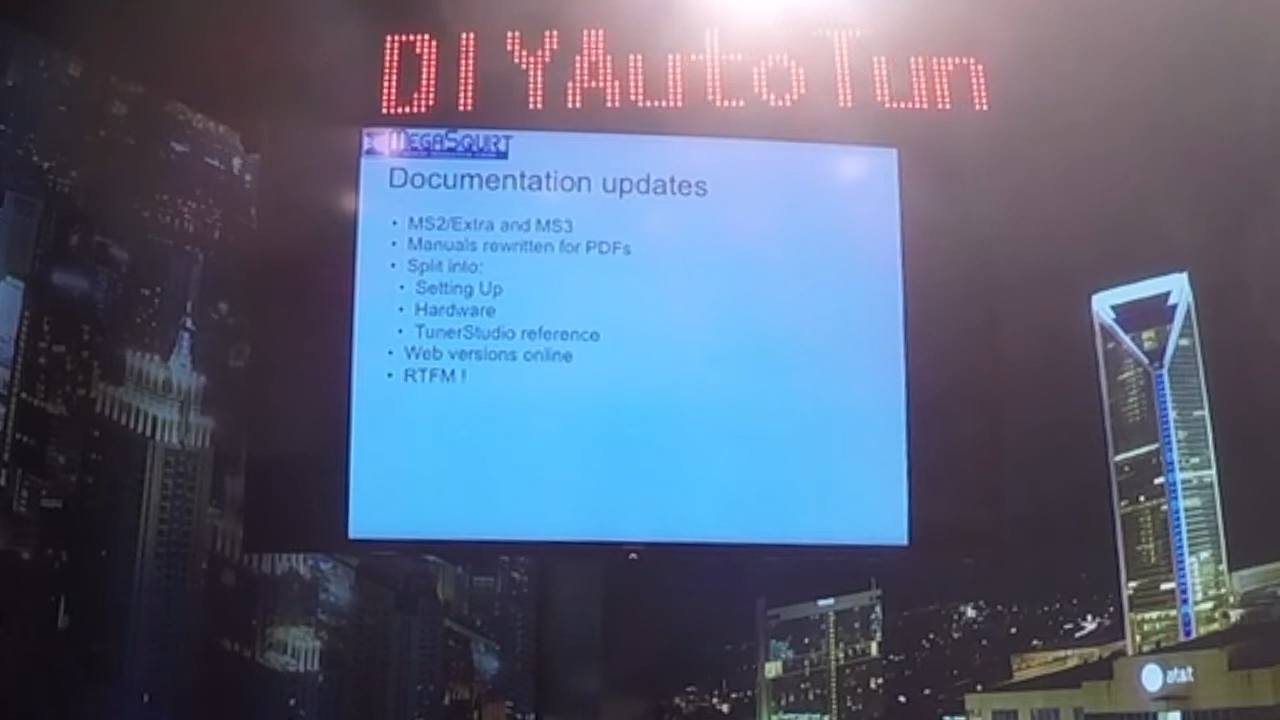 DIYAutoTun
MEGASQUIRT
Documentation updates
• MS2/Extra and MS3
• Manuals rewritten for PDFs
• Split into:
• Setting Up
• Hardware
• TunerStudio reference
• Web versions online
• RTFM !
at&t